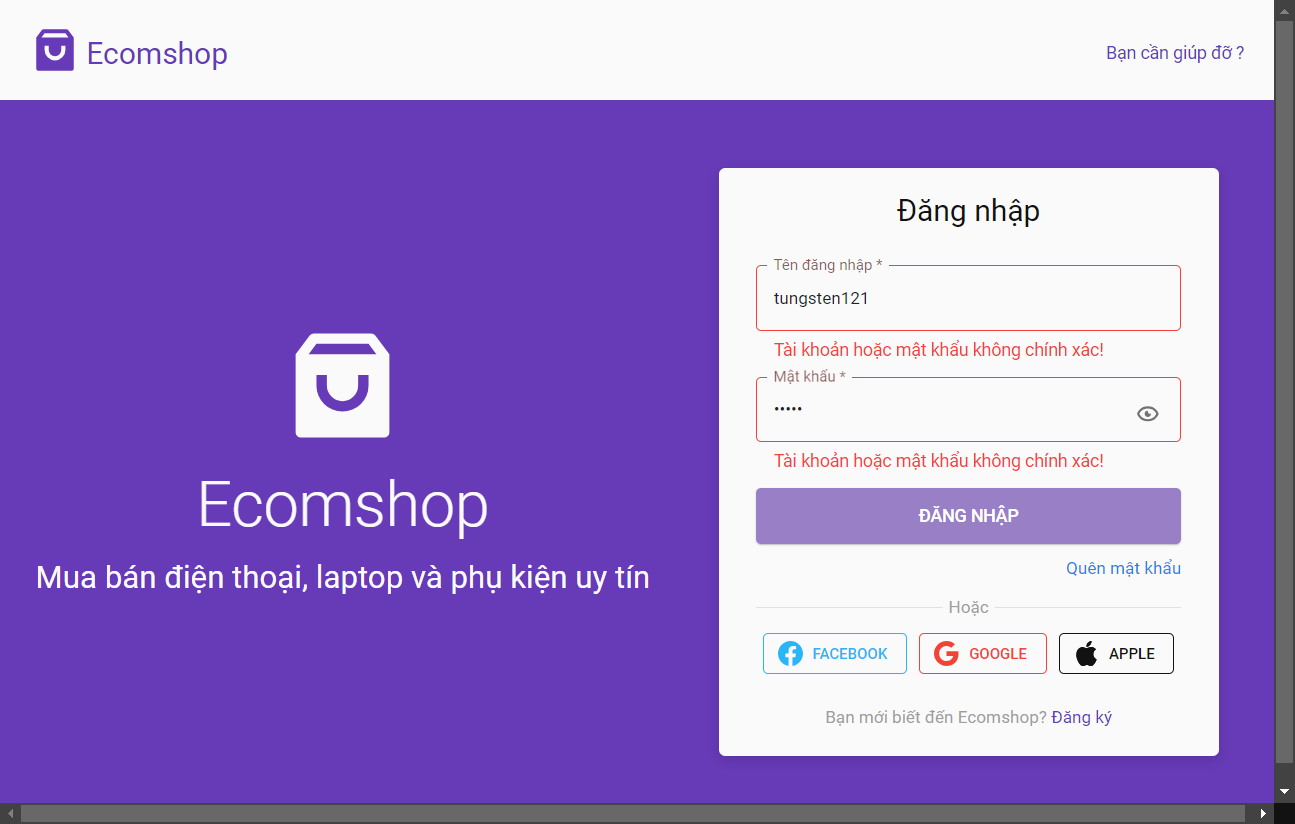 Ecomshop
Bạn cần giúp đỡ ?
Đăng nhập
Tên đăng nhập *
tungsten121
Tài khoản hoặc mật khẩu không chính xác!
Mật khẩu *
•••••
Tài khoản hoặc mật khẩu không chính xác!
ĐĂNG NHẬP
Quên mật khẩu
Hoặc
FACEBOOK
GOOGLE
APPLE
Bạn mới biết đến Ecomshop? Đăng ký
Ecomshop
Mua bán điện thoại, laptop và phụ kiện uy tín